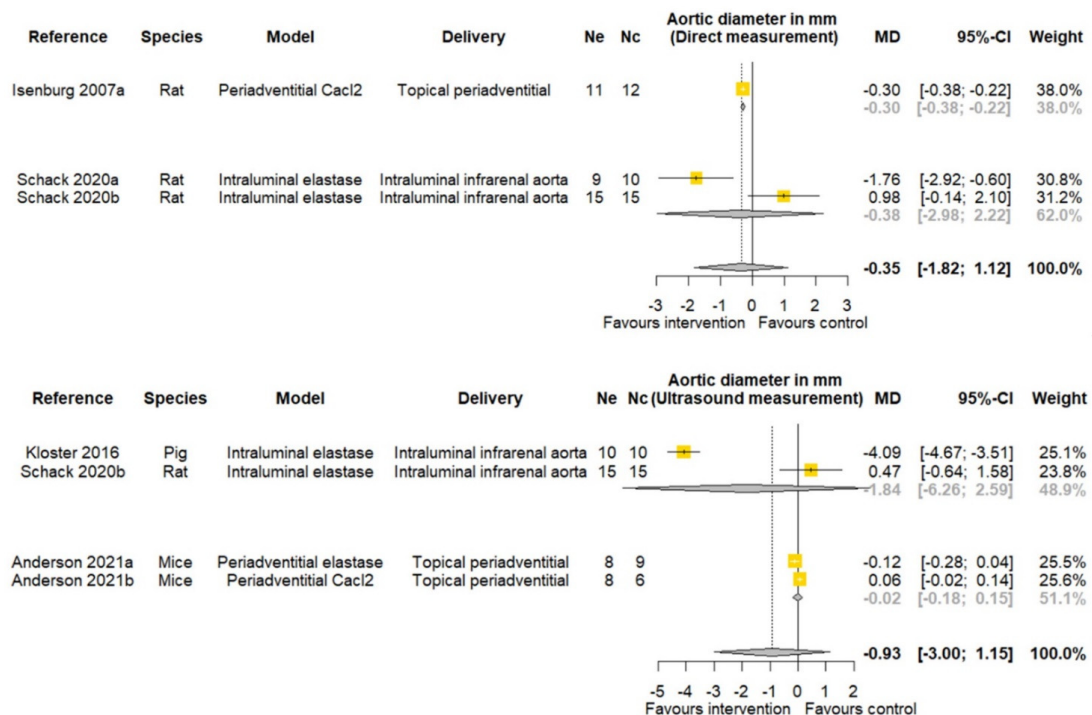 Aortic diameter in mm
Reference Species Model Delivery Ne Nc (Direct measurement) MD 95%-CI Weight
Isenburg 2007a Rat Periadventitial Cacl2 Topical periadventitial 11 12 -0.30 [-0.38; -0.22] 38.0%
-0.30 [-0.38; -0.22] 38.0%
Schack 2020a Rat Intraluminal elastase Intraluminal infrarenal aorta 9 10 -1.76 [-2.92; -0.60] 30.8%
Schack 2020b Rat Intraluminal elastase Intraluminal infrarenal aorta 15 15 0.98 [-0.14; 2.10] 31.2%
-0.38 [-2.98; 2.22] 62.0%
-0.35 [-1.82; 1.12] 100.0%
-3 -2 -1 0 1 2 3
Favours intervention Favours control
Aortic diameter in mm
Reference Species Model Delivery Ne Nc (Ultrasound measurement) MD 95%-CI Weight
Kloster 2016 Pig Intraluminal elastase Intraluminal infrarenal aorta 10 10 -4.09 [-4.67; -3.51] 25.1%
Schack 2020b Rat Intraluminal elastase Intraluminal infrarenal aorta 15 15 0.47 [-0.64; 1.58] 23.8%
-1.84 [-6.26; 2.59] 48.9%
Anderson 2021a Mice Periadventitial elastase Topical periadventitial 8 9 -0.12 [-0.28; 0.04] 25.5%
Anderson 2021b Mice Periadventitial Cacl2 Topical periadventitial 8 6 0.06 [-0.02; 0.14] 25.6%
-0.02 [-0.18; 0.15] 51.1%
-0.93 [-3.00; 1.15] 100.0%
-5 -4 -3 -2 -1 0 1 2
Favours intervention Favours control